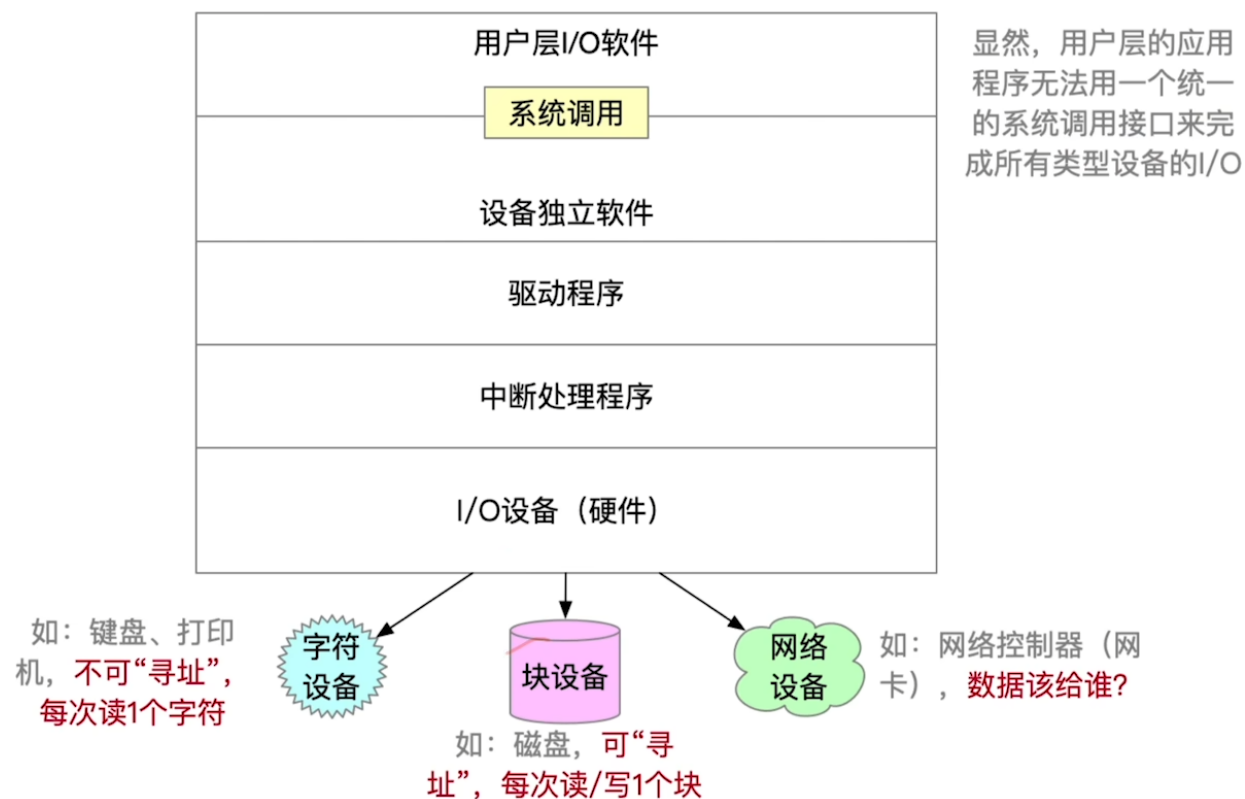 用户层I/O软件
系统调用
设备独立软件
驱动程序
中断处理程序
I/O设备（硬件）
显然，用户层的应用
程序无法用一个统一
的系统调用接口来完
成所有类型设备的I/O
如：键盘、打印
机，不可“寻址”，
每次读1个字符
字符
设备
块设备
如：磁盘，可“寻
址”，每次读/写1个块
网络
设备
如：网络控制器（网
卡），数据该给谁？